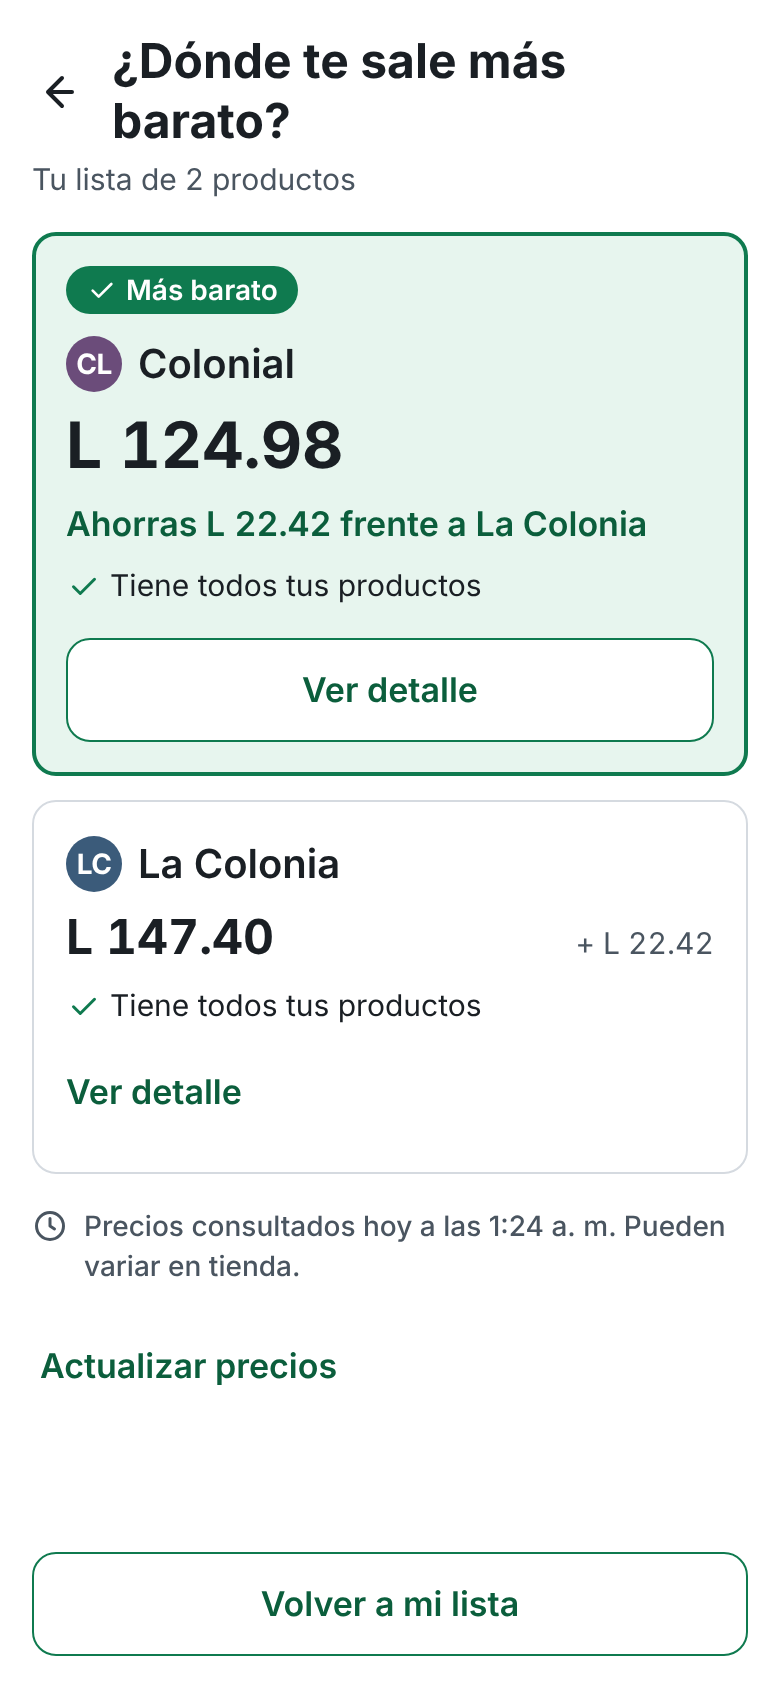 ¿Dónde te sale más
barato?
Tu lista de 2 productos
Más barato
CL Colonial
L 124.98
Ahorras L 22.42 frente a La Colonia
Tiene todos tus productos
Ver detalle
LC La Colonia
L 147.40 + L 22.42
Tiene todos tus productos
Ver detalle
Precios consultados hoy a las 1:24 a. m. Pueden
variar en tienda.
Actualizar precios
Volver a mi lista